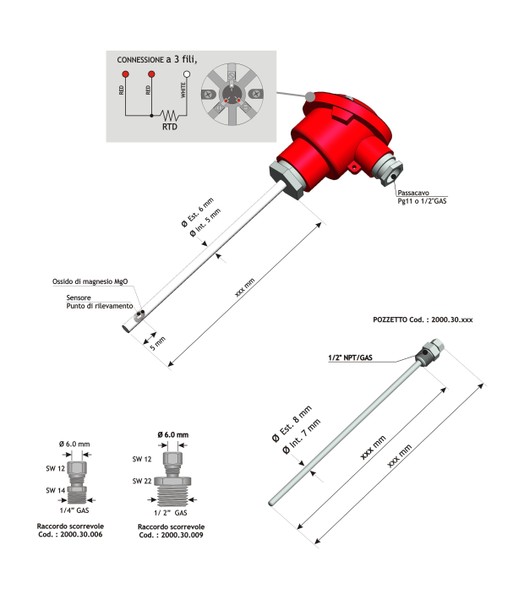 CONNESSIONE a 3 fili,
RED
RED
WHITE
RTD
Passacavo
Pg11 o 1/2"GAS
Ø Est. 6 mm
Ø Int. 5 mm
xxx mm
Ossido di magnesio MgO
Sensore
Punto di rilevamento
5 mm
POZZETTO Cod. : 2000.30.xxx
1/2" NPT/GAS
Ø Est. 8 mm
Ø Int. 7 mm
xxx mm
xxx mm
Ø 6.0 mm
SW 12
SW 14
1/4" GAS
Raccordo scorrevole
Cod. : 2000.30.006
Ø 6.0 mm
SW 12
SW 22
1/ 2" GAS
Raccordo scorrevole
Cod. : 2000.30.009